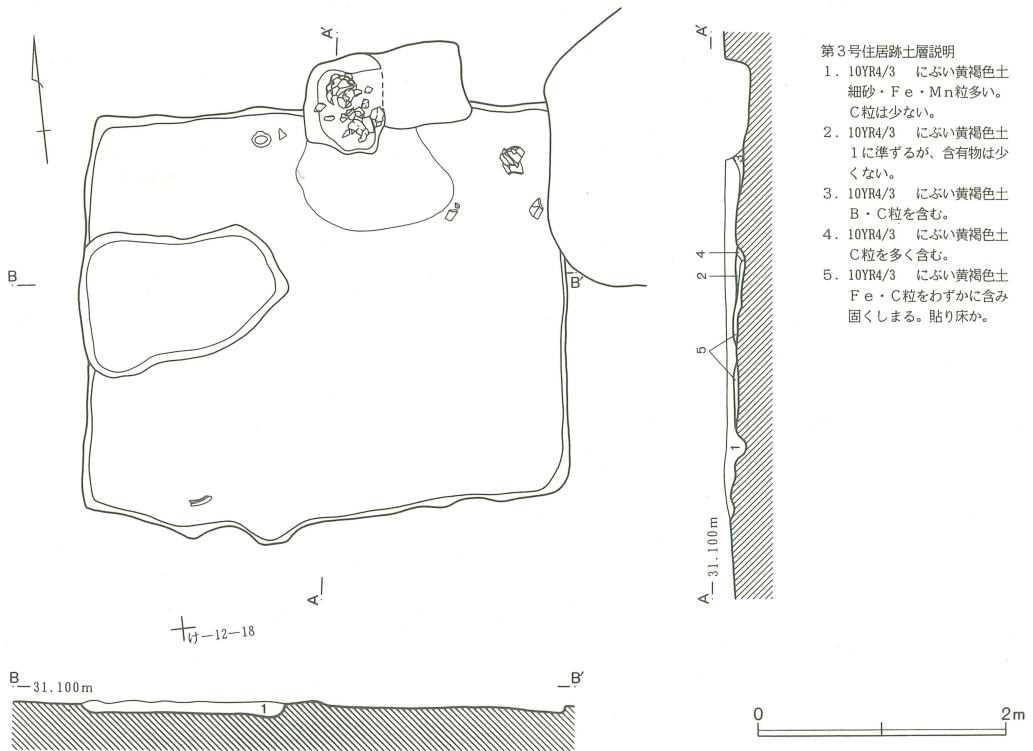 A′
A′
第3号住居跡土層説明
1. 10YR4/3 にぶい黄褐色土
細砂・Fe・Mn粒多い。
C粒は少ない。
2. 10YR4/3 にぶい黄褐色土
1に準ずるが、含有物は少
くない。
3. 10YR4/3 にぶい黄褐色土
B・C粒を含む。
4. 10YR4/3 にぶい黄褐色土
C粒を多く含む。
5. 10YR4/3 にぶい黄褐色土
Fe・C粒をわずかに含み
固くしまる。貼り床か。
3
B
B′
4
2
5
1
A
A 31.100m
け-12-18
B 31.100m
B′
1
0 2m